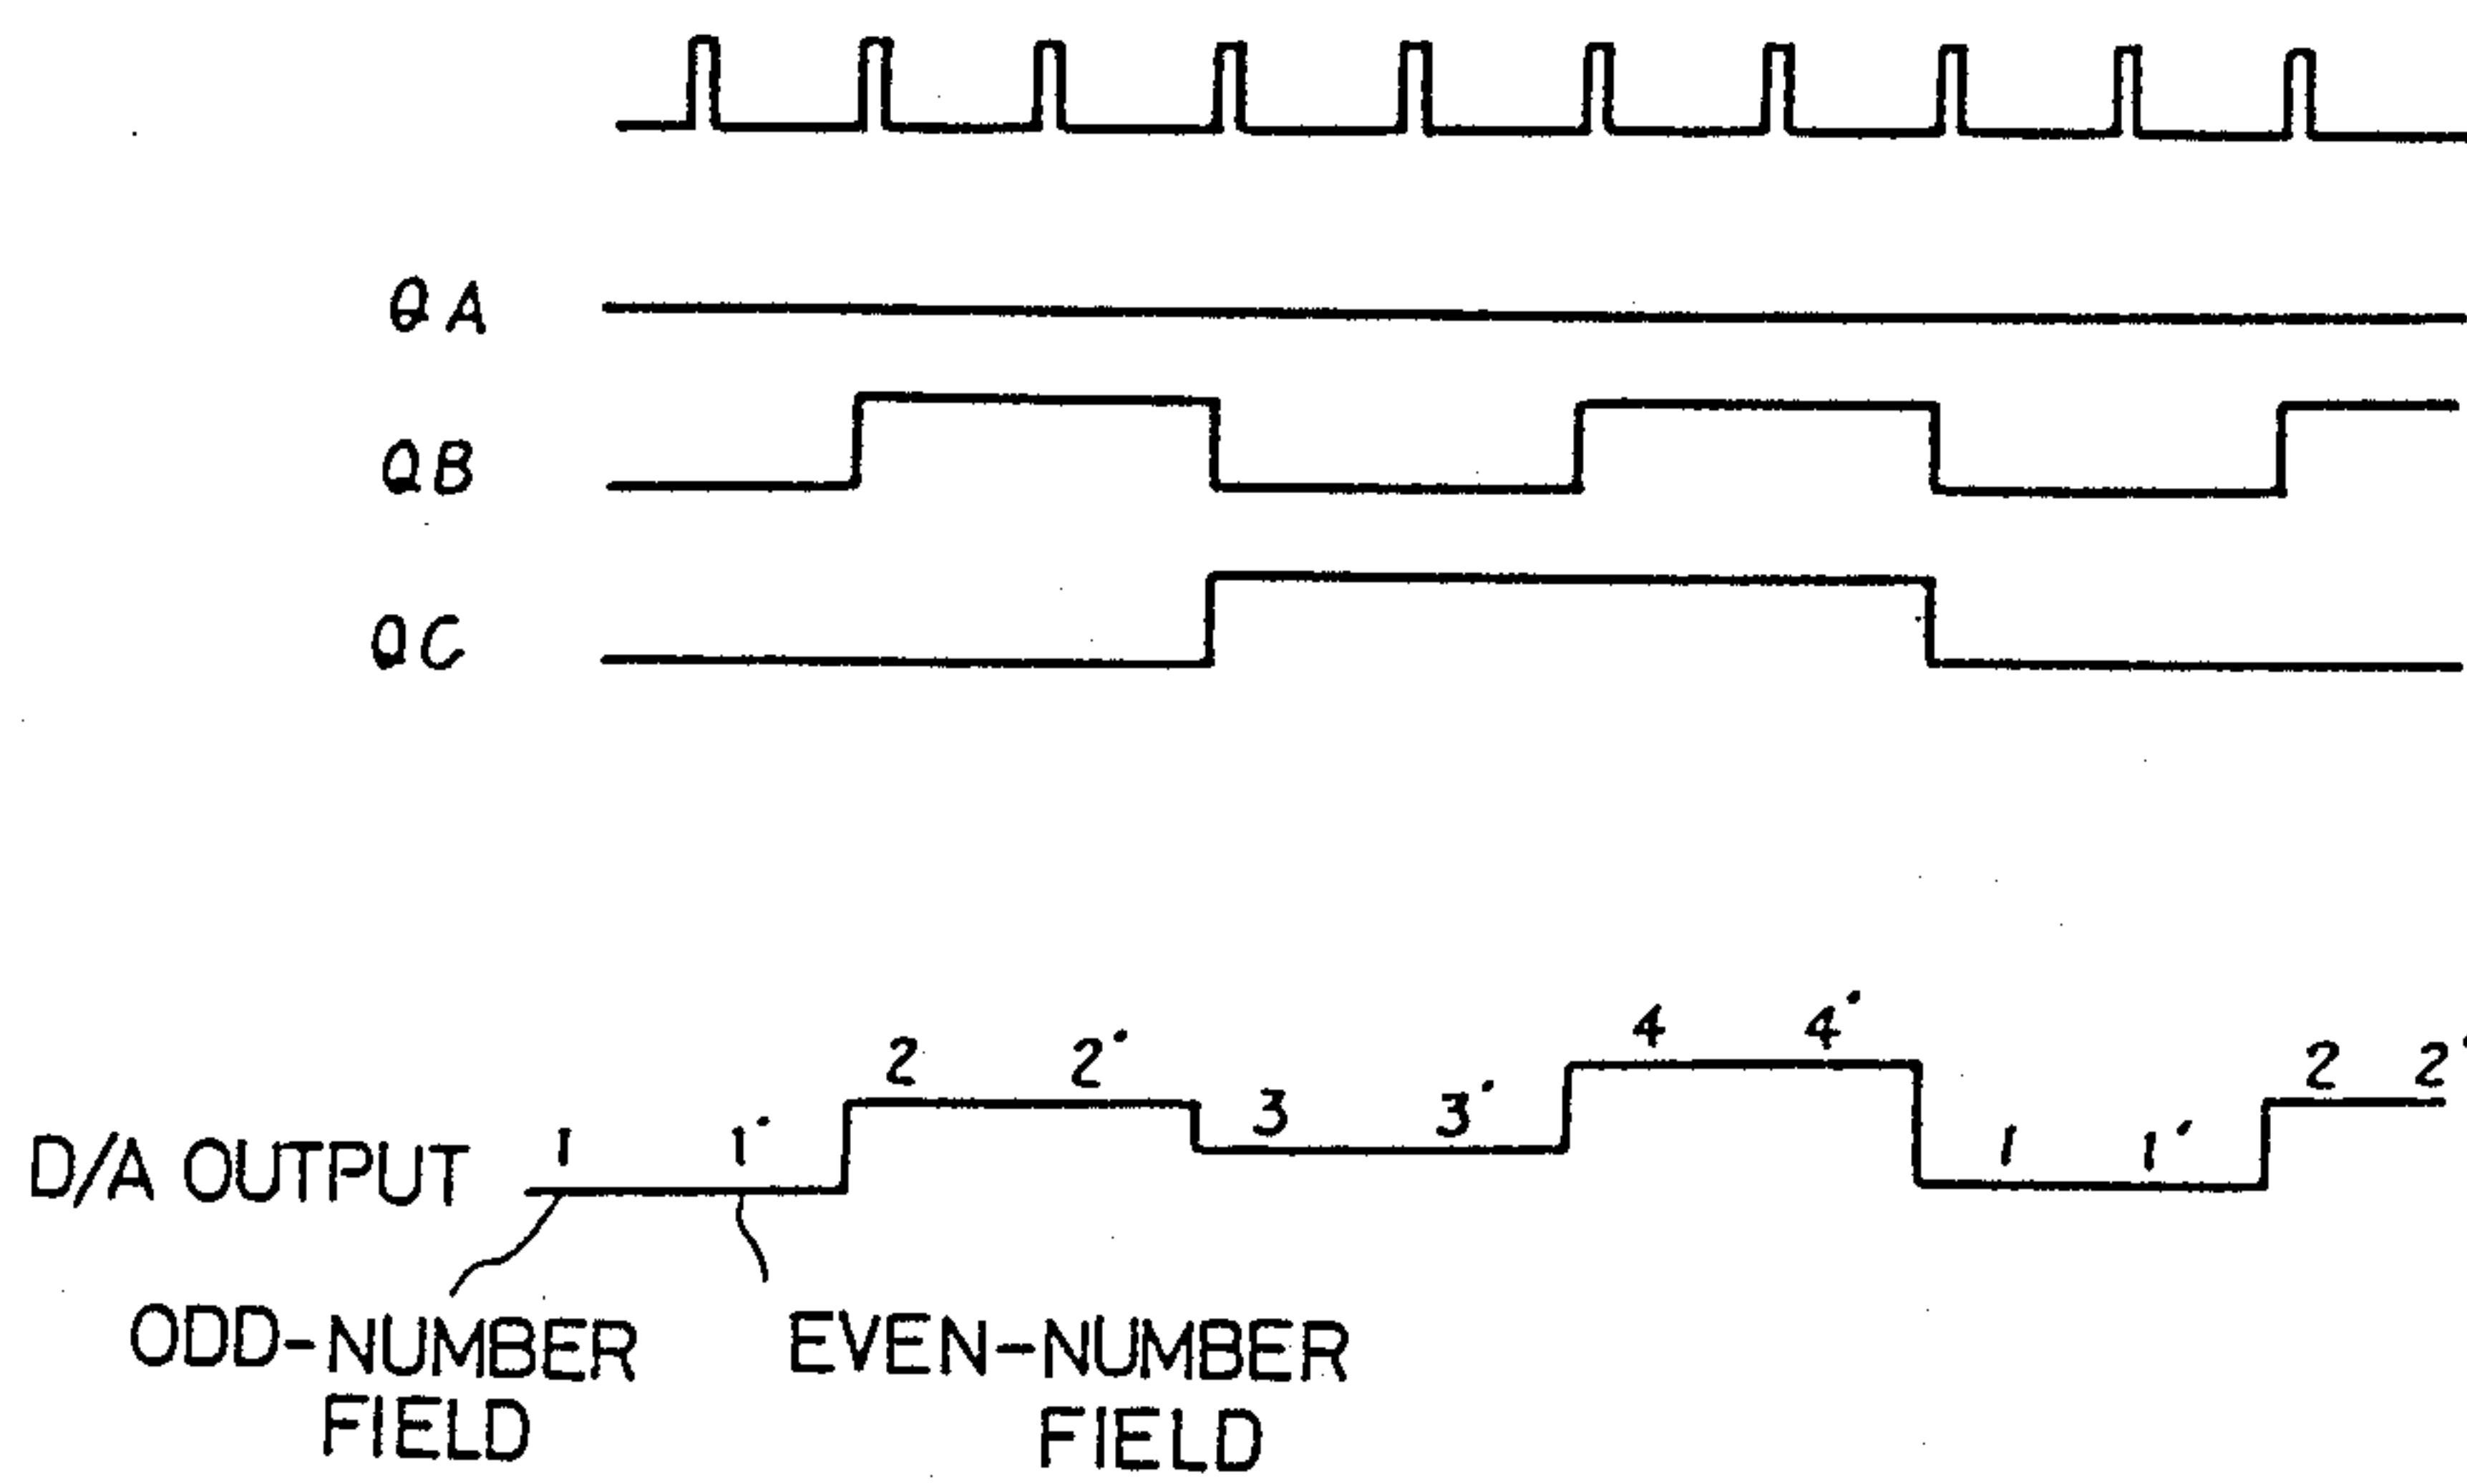 QA
QB
QC
1 1' 2 2' 3 3' 4 4' 1 1' 2 2'
D/A OUTPUT
ODD-NUMBER
FIELD
EVEN-NUMBER
FIELD